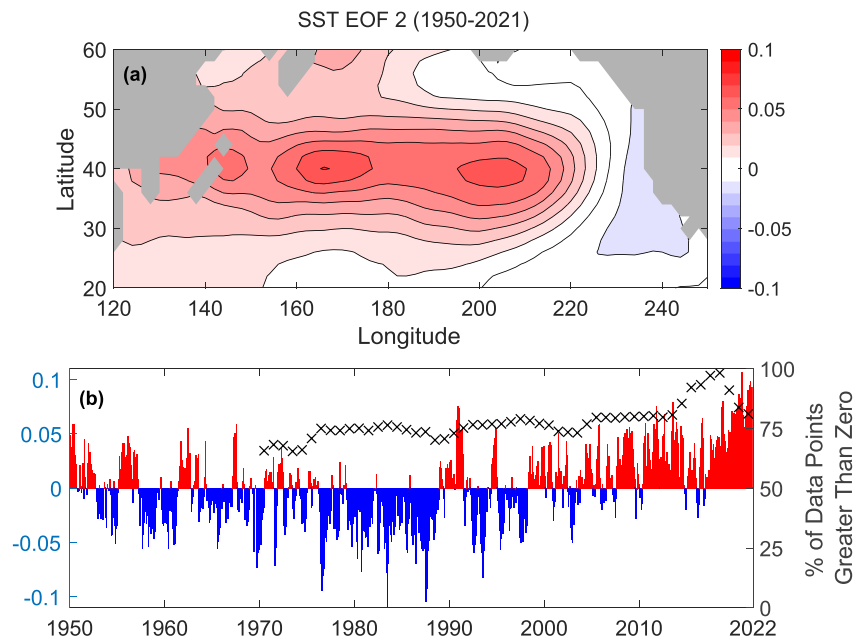 SST EOF 2 (1950-2021)
(a)
Latitude
60
50
40
30
20
120 140 160 180 200 220 240
Longitude
0.1
0.05
0
-0.05
-0.1
(b)
0.1
0.05
0
-0.05
-0.1
100
75
50
25
0
% of Data Points
Greater Than Zero
1950 1960 1970 1980 1990 2000 2010 2022